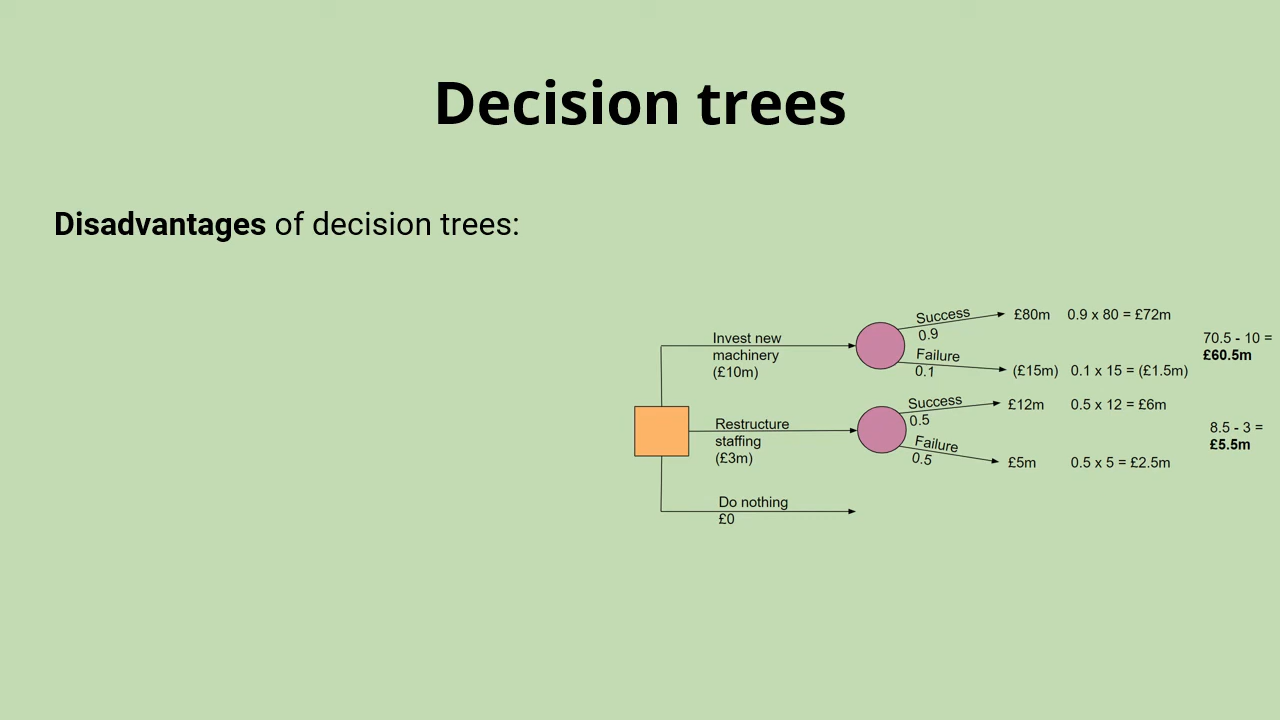 Decision trees
Disadvantages of decision trees:
Success £80m 0.9 x 80 = £72m
0.9
Invest new
machinery
(£10m)
70.5 - 10 =
£60.5m
Failure
0.1 (£15m) 0.1 x 15 = (£1.5m)
Success £12m 0.5 x 12 = £6m
0.5
Restructure
staffing
(£3m)
8.5 - 3 =
£5.5m
Failure
0.5 £5m 0.5 x 5 = £2.5m
Do nothing
£0